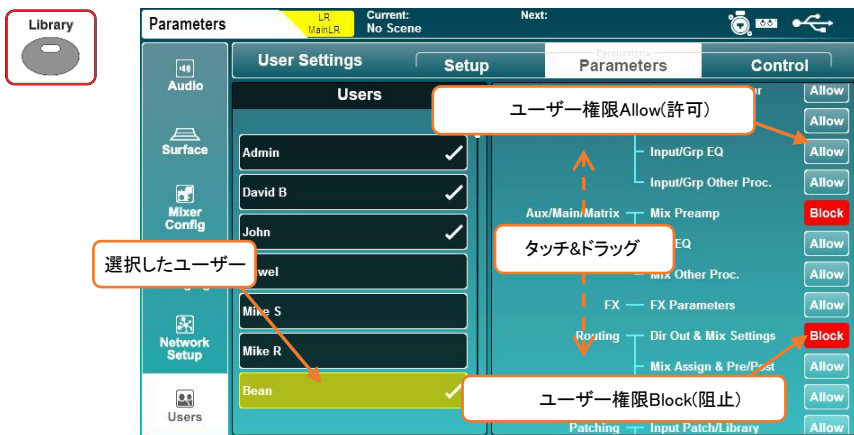 Library
Parameters
LR
MainLR
Current:
No Scene
Next:
Audio
Surface
Mixer
Config
Network
Setup
Users
User Settings
Setup
Permissions
Parameters
Control
Users
Admin
David B
John
Mike S
Mike R
Bean
Allow
Allow
Input/Grp EQ
Allow
Input/Grp Other Proc.
Allow
Aux/Main/Matrix
Mix Preamp
Block
EQ
Allow
Mix Other Proc.
Allow
FX
FX Parameters
Allow
Routing
Dir Out & Mix Settings
Block
Mix Assign & Pre/Post
Allow
Allow
Patching
Input Patch/Library
Allow
ユーザー権限Allow(許可)
タッチ&ドラッグ
選択したユーザー
ユーザー権限Block(阻止)